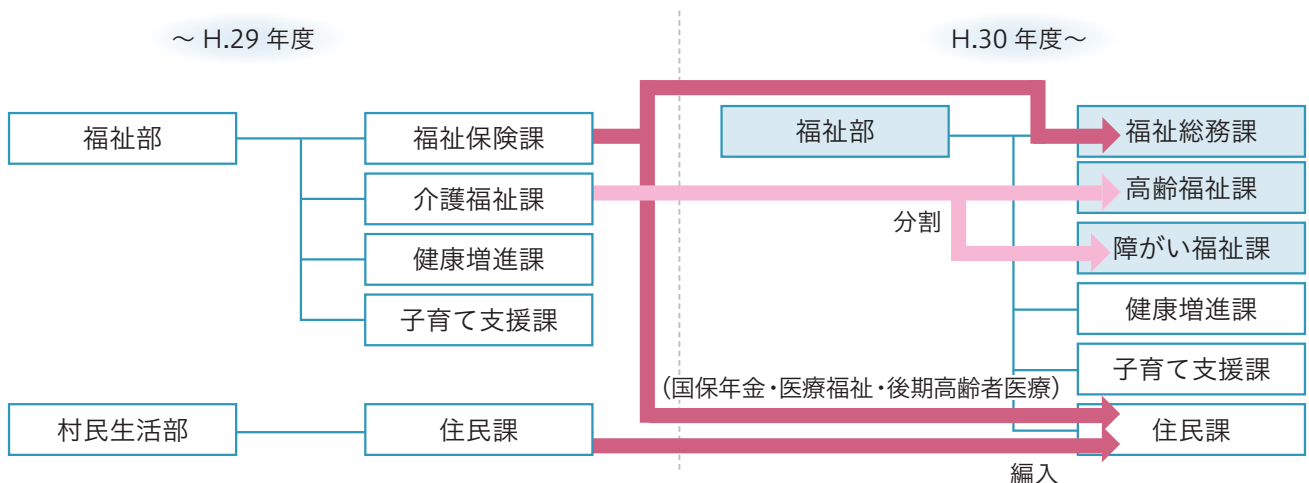 ～ H.29 年度
福祉部
福祉保険課
介護福祉課
健康増進課
子育て支援課
村民生活部
住民課
H.30 年度～
福祉部
福祉総務課
高齢福祉課
分割
障がい福祉課
健康増進課
子育て支援課
（国保年金・医療福祉・後期高齢者医療）
住民課
編入